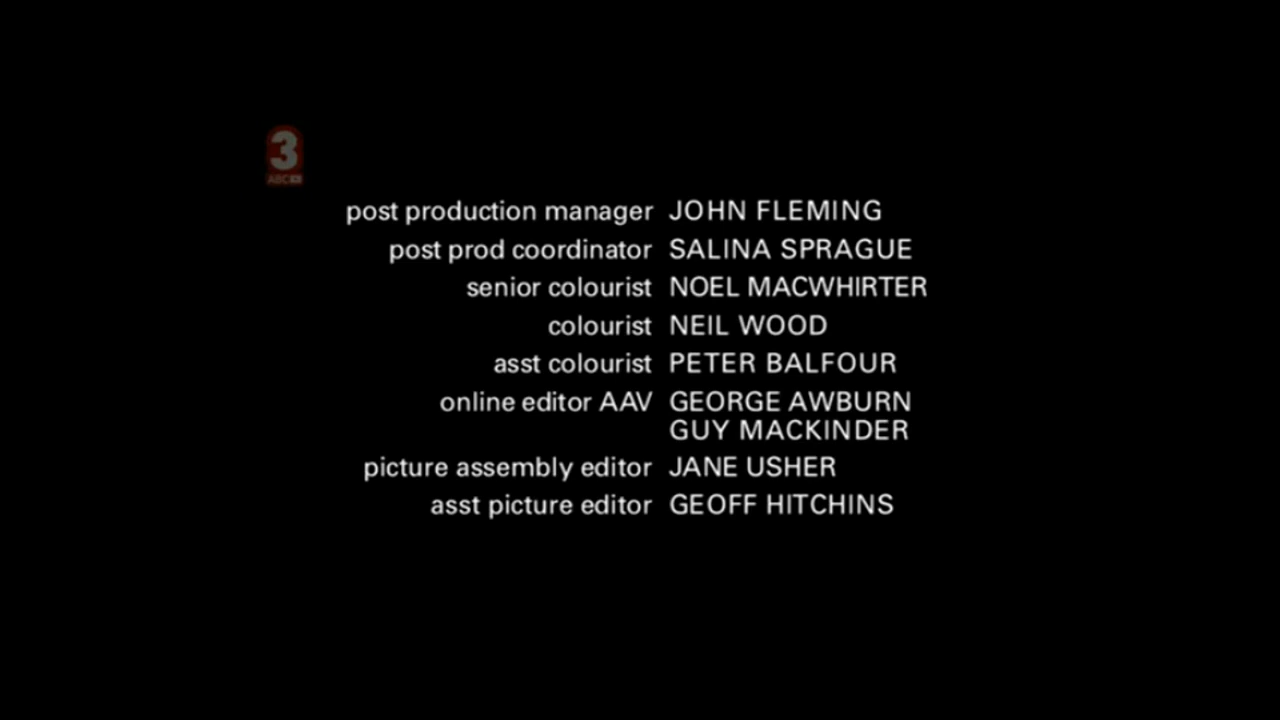 3
ABC
post production manager JOHN FLEMING
post prod coordinator SALINA SPRAGUE
senior colourist NOEL MACWHIRTER
colourist NEIL WOOD
asst colourist PETER BALFOUR
online editor AAV GEORGE AWBURN
GUY MACKINDER
picture assembly editor JANE USHER
asst picture editor GEOFF HITCHINS